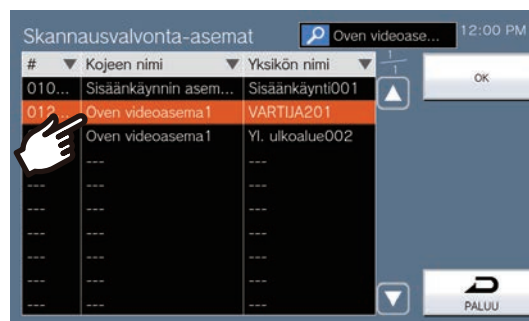 Skannausvalvonta-asemat Oven videoase... 12:00 PM
# Kojeen nimi Yksikön nimi 1/1
OK
010... Sisäänkäynnin asem... Sisäänkäynti001
012... Oven videoasema1 VARTIJA201
Oven videoasema1 Yl. ulkoalue002
--- --- ---
--- --- ---
--- --- ---
--- --- ---
--- --- ---
--- --- ---
--- --- ---
PALUU